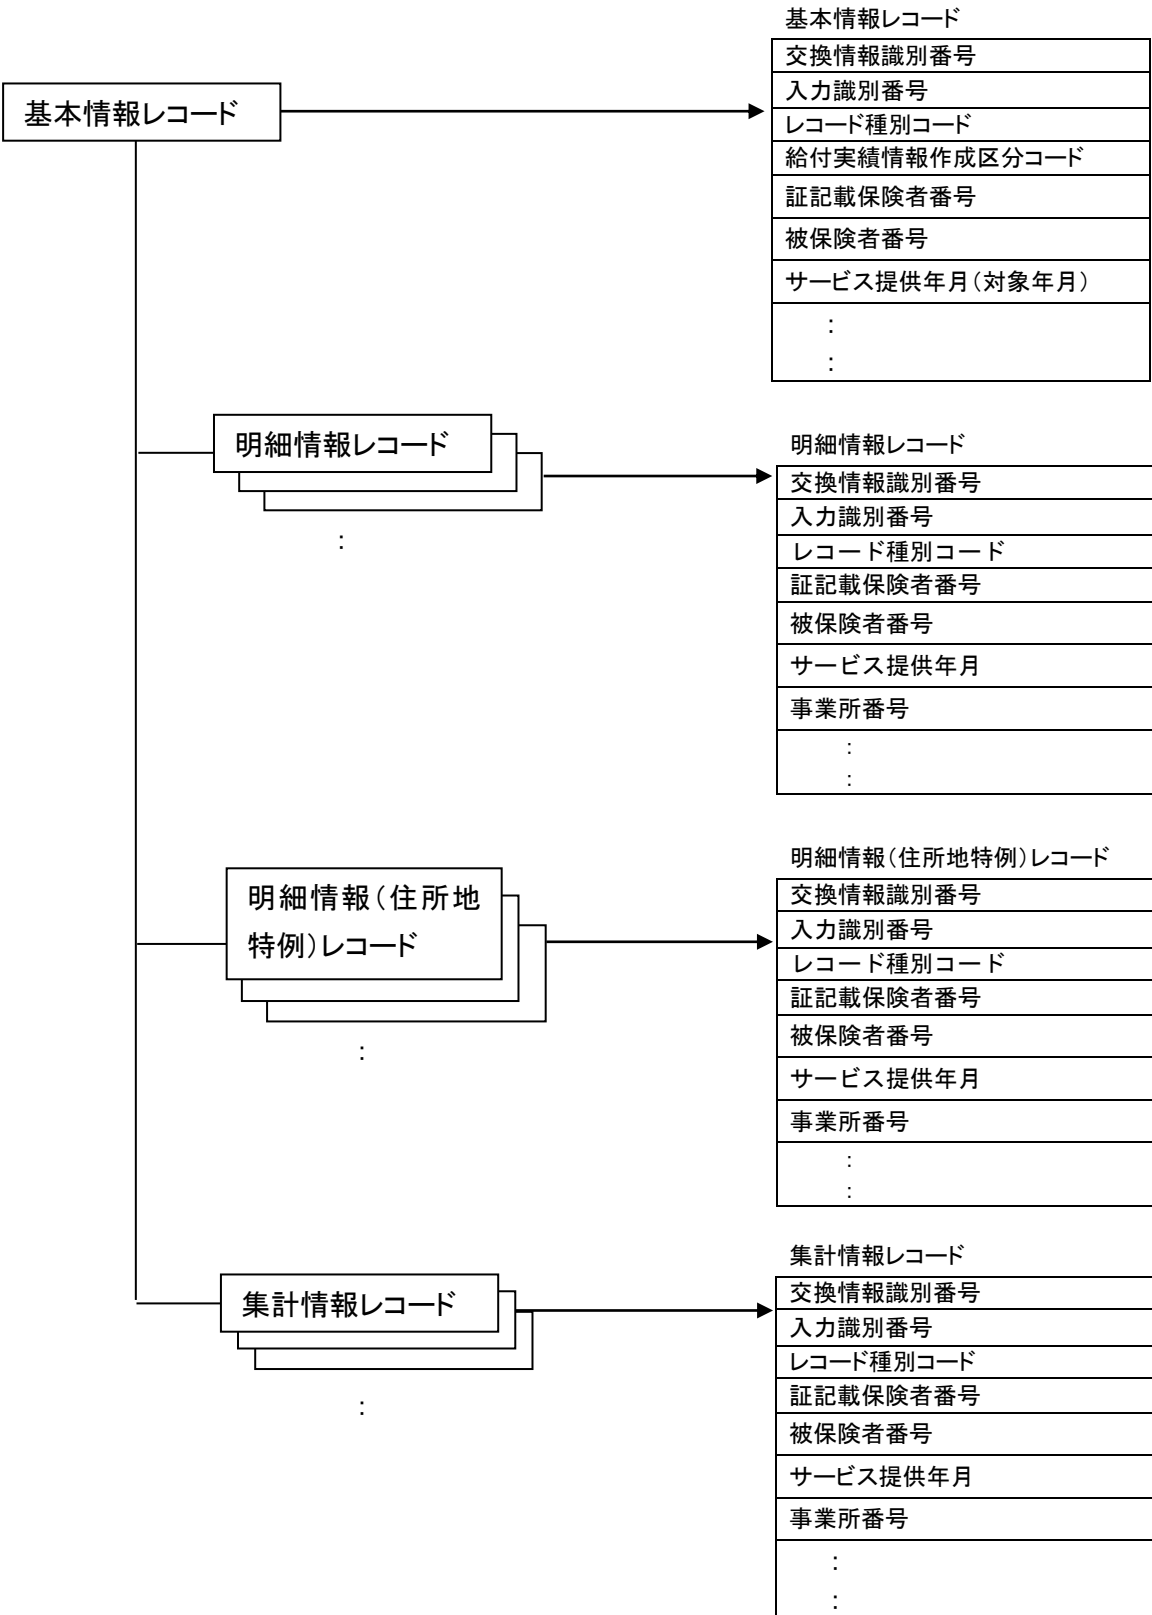 基本情報レコード
基本情報レコード
交換情報識別番号
入力識別番号
レコード種別コード
給付実績情報作成区分コード
証記載保険者番号
被保険者番号
サービス提供年月(対象年月)
:
:
明細情報レコード
:
明細情報レコード
交換情報識別番号
入力識別番号
レコード種別コード
証記載保険者番号
被保険者番号
サービス提供年月
事業所番号
:
:
明細情報(住所地
特例)レコード
:
明細情報(住所地特例)レコード
交換情報識別番号
入力識別番号
レコード種別コード
証記載保険者番号
被保険者番号
サービス提供年月
事業所番号
:
:
集計情報レコード
:
集計情報レコード
交換情報識別番号
入力識別番号
レコード種別コード
証記載保険者番号
被保険者番号
サービス提供年月
事業所番号
:
: